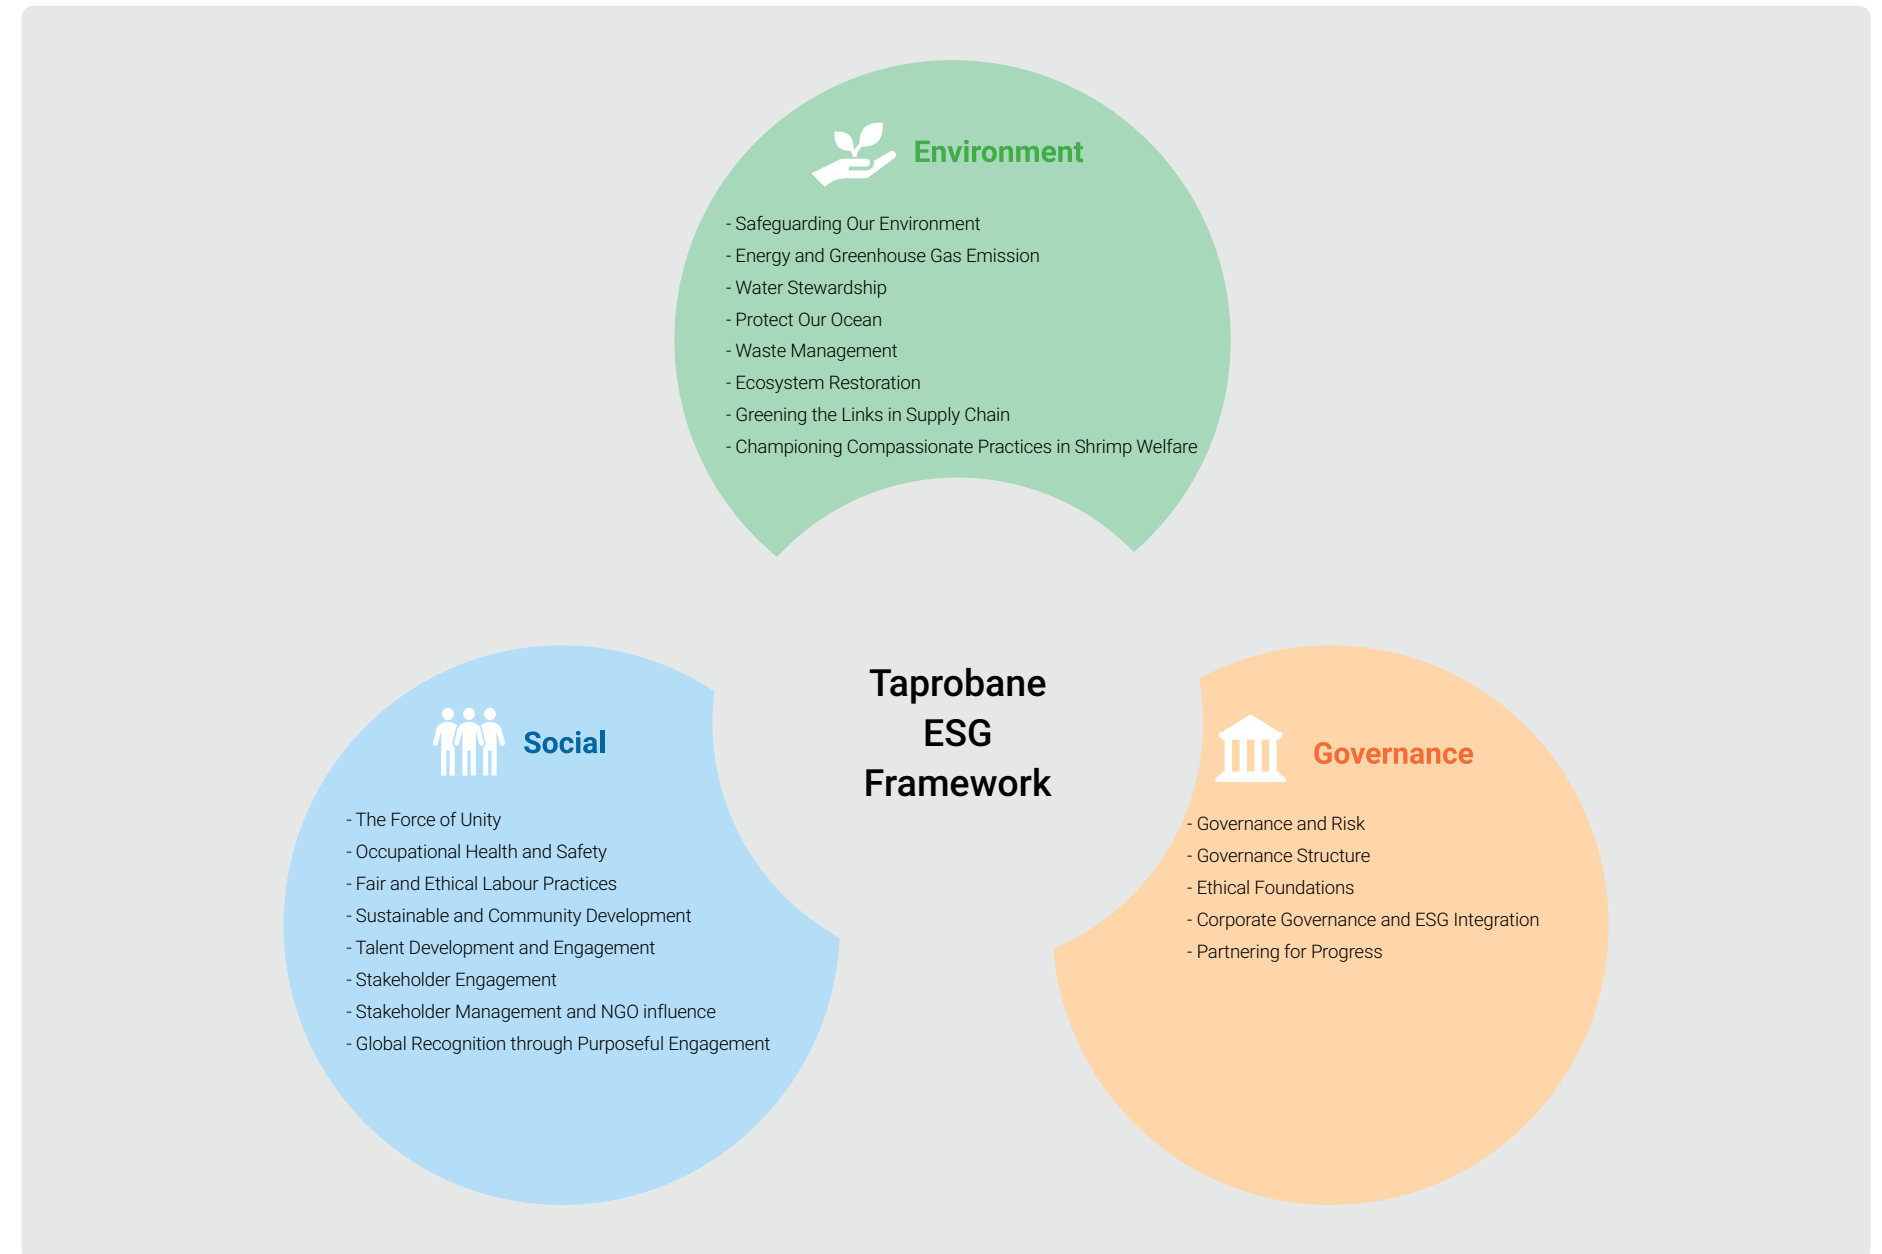 Environment
- Safeguarding Our Environment
- Energy and Greenhouse Gas Emission
- Water Stewardship
- Protect Our Ocean
- Waste Management
- Ecosystem Restoration
- Greening the Links in Supply Chain
- Championing Compassionate Practices in Shrimp Welfare
Taprobane
ESG
Framework
Social
- The Force of Unity
- Occupational Health and Safety
- Fair and Ethical Labour Practices
- Sustainable and Community Development
- Talent Development and Engagement
- Stakeholder Engagement
- Stakeholder Management and NGO influence
- Global Recognition through Purposeful Engagement
Governance
- Governance and Risk
- Governance Structure
- Ethical Foundations
- Corporate Governance and ESG Integration
- Partnering for Progress